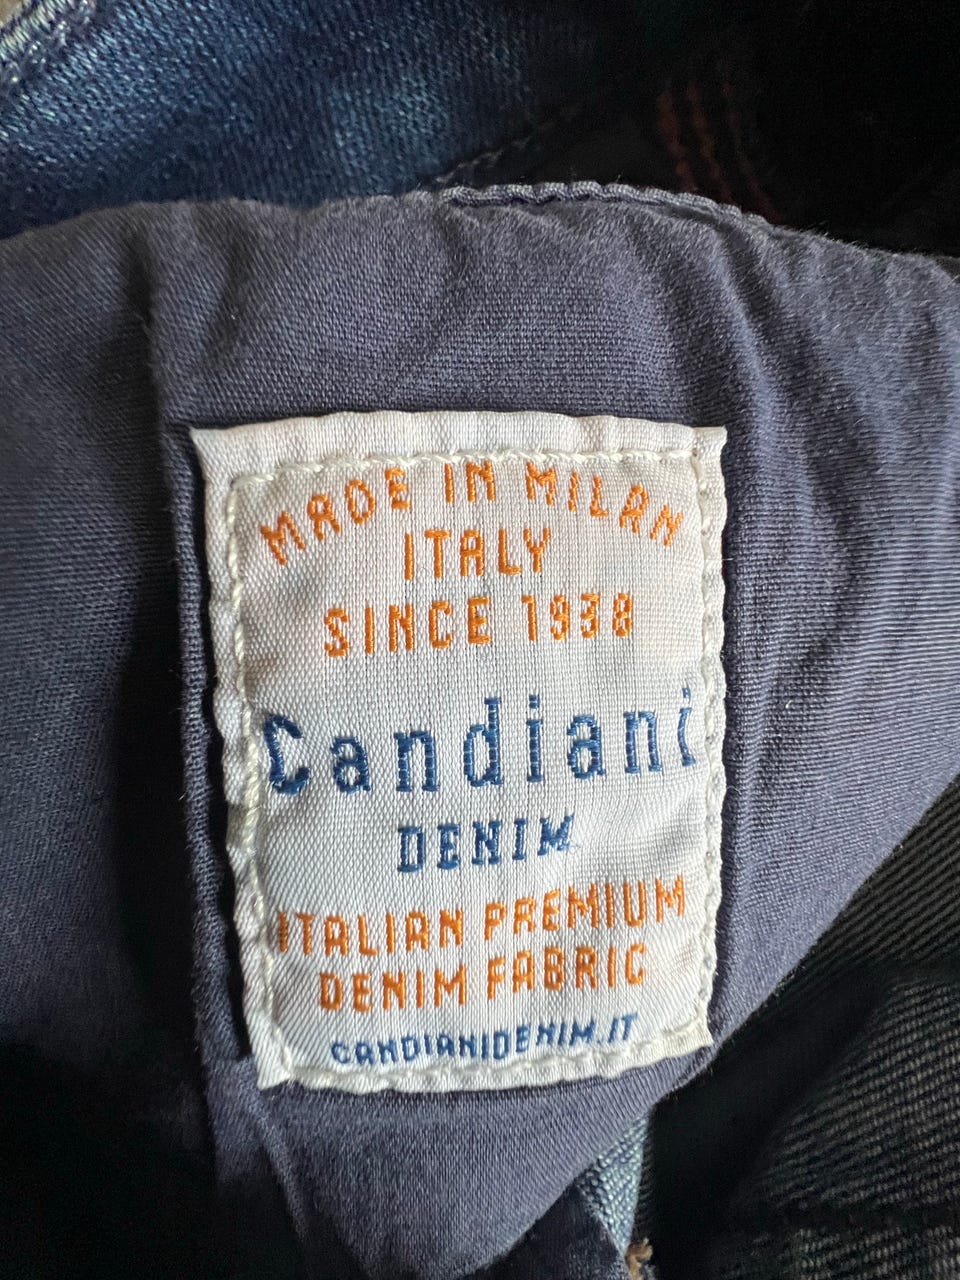 MADE IN MILAN
ITALY
SINCE 1938
Candiani
DENIM
ITALIAN PREMIUM
DENIM FABRIC
CANDIANIDENIM.IT